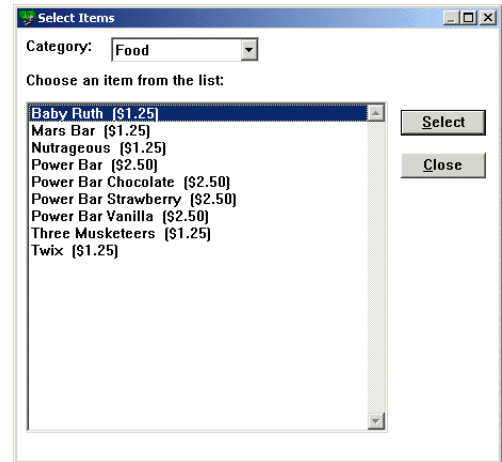 Select Items
Category: Food
Choose an item from the list:
Baby Ruth ($1.25)
Mars Bar ($1.25)
Nutrageous ($1.25)
Power Bar ($2.50)
Power Bar Chocolate ($2.50)
Power Bar Strawberry ($2.50)
Power Bar Vanilla ($2.50)
Three Musketeers ($1.25)
Twix ($1.25)
Select
Close